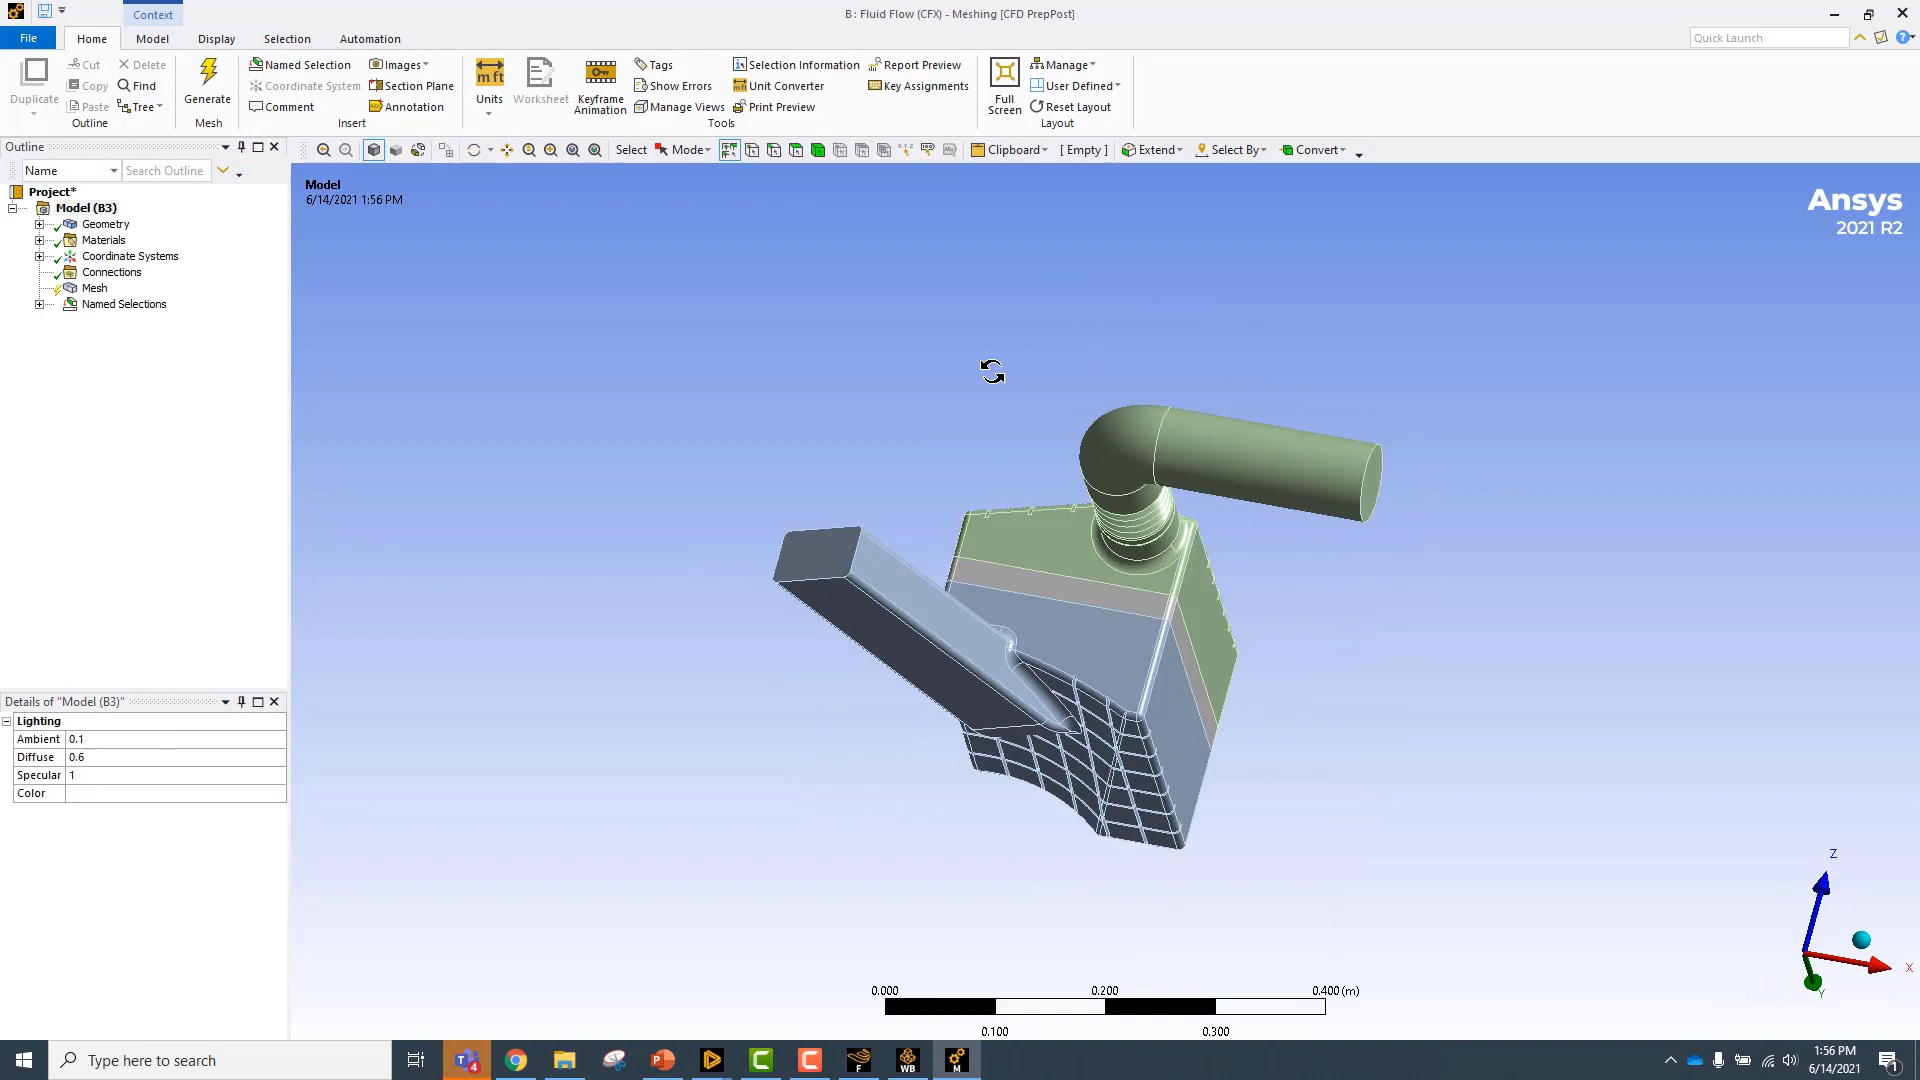 Context
B : Fluid Flow (CFX) - Meshing [CFD PrepPost]
File
Home
Model
Display
Selection
Automation
Quick Launch
Duplicate
Cut
Copy
Paste
Delete
Find
Tree
Outline
Generate
Mesh
Named Selection
Coordinate System
Comment
Images
Section Plane
Annotation
Insert
Units
Worksheet
Keyframe
Animation
Tags
Show Errors
Manage Views
Selection Information
Unit Converter
Print Preview
Report Preview
Key Assignments
Tools
Full
Screen
Manage
User Defined
Reset Layout
Layout
Outline
Select
Mode
Clipboard
[ Empty ]
Extend
Select By
Convert
Name
Search Outline
Project*
Model (B3)
Geometry
Materials
Coordinate Systems
Connections
Mesh
Named Selections
Model
6/14/2021 1:56 PM
Ansys
2021 R2
Details of "Model (B3)"
Lighting
Ambient 0.1
Diffuse 0.6
Specular 1
Color
Z
X
Y
0.000
0.200
0.400 (m)
0.100
0.300
Type here to search
4
F
WB
M
1:56 PM
6/14/2021
1